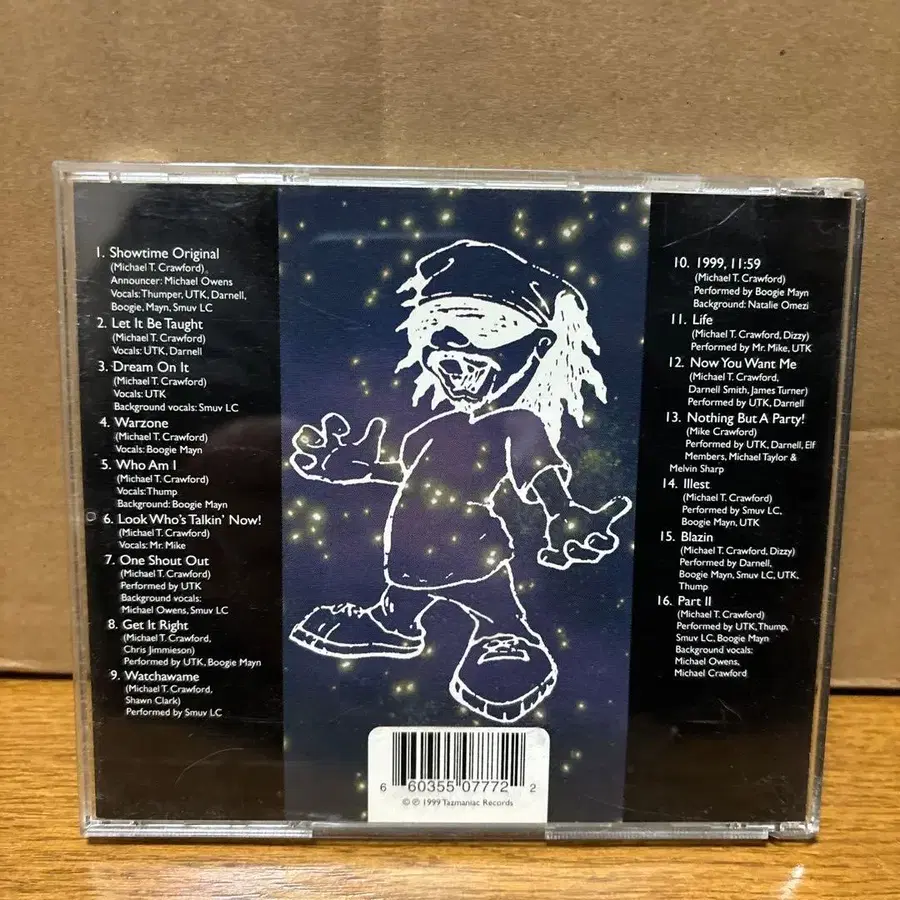 1. Showtime Original
(Michael T. Crawford)
Announcer: Michael Owens
Vocals: Thumper, UTK, Darnell,
Boogie, Mayn, Smuv LC
2. Let It Be Taught
(Michael T. Crawford)
Vocals: UTK, Darnell
3. Dream On It
(Michael T. Crawford)
Vocals: UTK
Background vocals: Smuv LC
4. Warzone
(Michael T. Crawford)
Vocals: Boogie Mayn
5. Who Am I
(Michael T. Crawford)
Vocals: Thump
Background: Boogie Mayn
6. Look Who's Talkin' Now!
(Michael T. Crawford)
Vocals: Mr. Mike
7. One Shout Out
(Michael T. Crawford)
Performed by UTK
Background vocals:
Michael Owens, Smuv LC
8. Get It Right
(Michael T. Crawford,
Chris Jimmieson)
Performed by UTK, Boogie Mayn
9. Watchawame
(Michael T. Crawford,
Shawn Clark)
Performed by Smuv LC
10. 1999, 11:59
(Michael T. Crawford)
Performed by Boogie Mayn
Background: Natalie Omezi
11. Life
(Michael T. Crawford, Dizzy)
Performed by Mr. Mike, UTK
12. Now You Want Me
(Michael T. Crawford,
Darnell Smith, James Turner)
Performed by UTK, Darnell
13. Nothing But A Party!
(Mike Crawford)
Performed by UTK, Darnell, Elf
Members, Michael Taylor &
Melvin Sharp
14. Illest
(Michael T. Crawford)
Performed by Smuv LC,
Boogie Mayn, UTK
15. Blazin
(Michael T. Crawford, Dizzy)
Performed by Darnell,
Boogie Mayn, Smuv LC, UTK,
Thump
16. Part II
(Michael T. Crawford)
Performed by UTK, Thump,
Smuv LC, Boogie Mayn
Background vocals:
Michael Owens,
Michael Crawford
6 60355 07772 2
© ℗ 1999 Tazmaniac Records